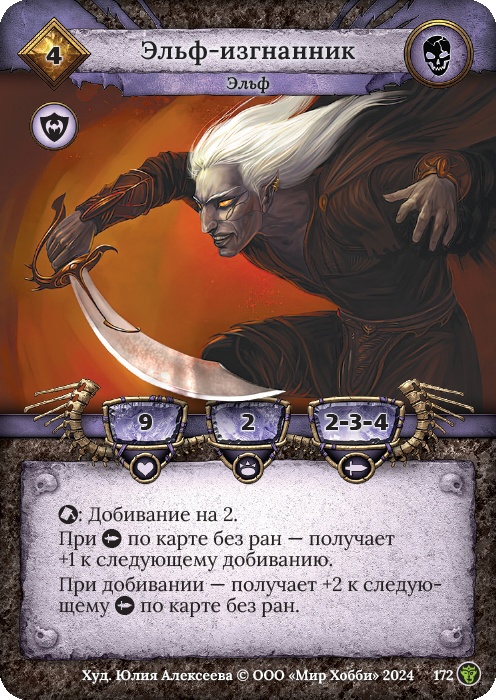 4
Эльф-изгнанник
Эльф
9
2
2-3-4
: Добивание на 2.
При по карте без ран — получает
+1 к следующему добиванию.
При добивании — получает +2 к следую-
щему по карте без ран.
Худ. Юлия Алексеева © ООО «Мир Хобби» 2024
172